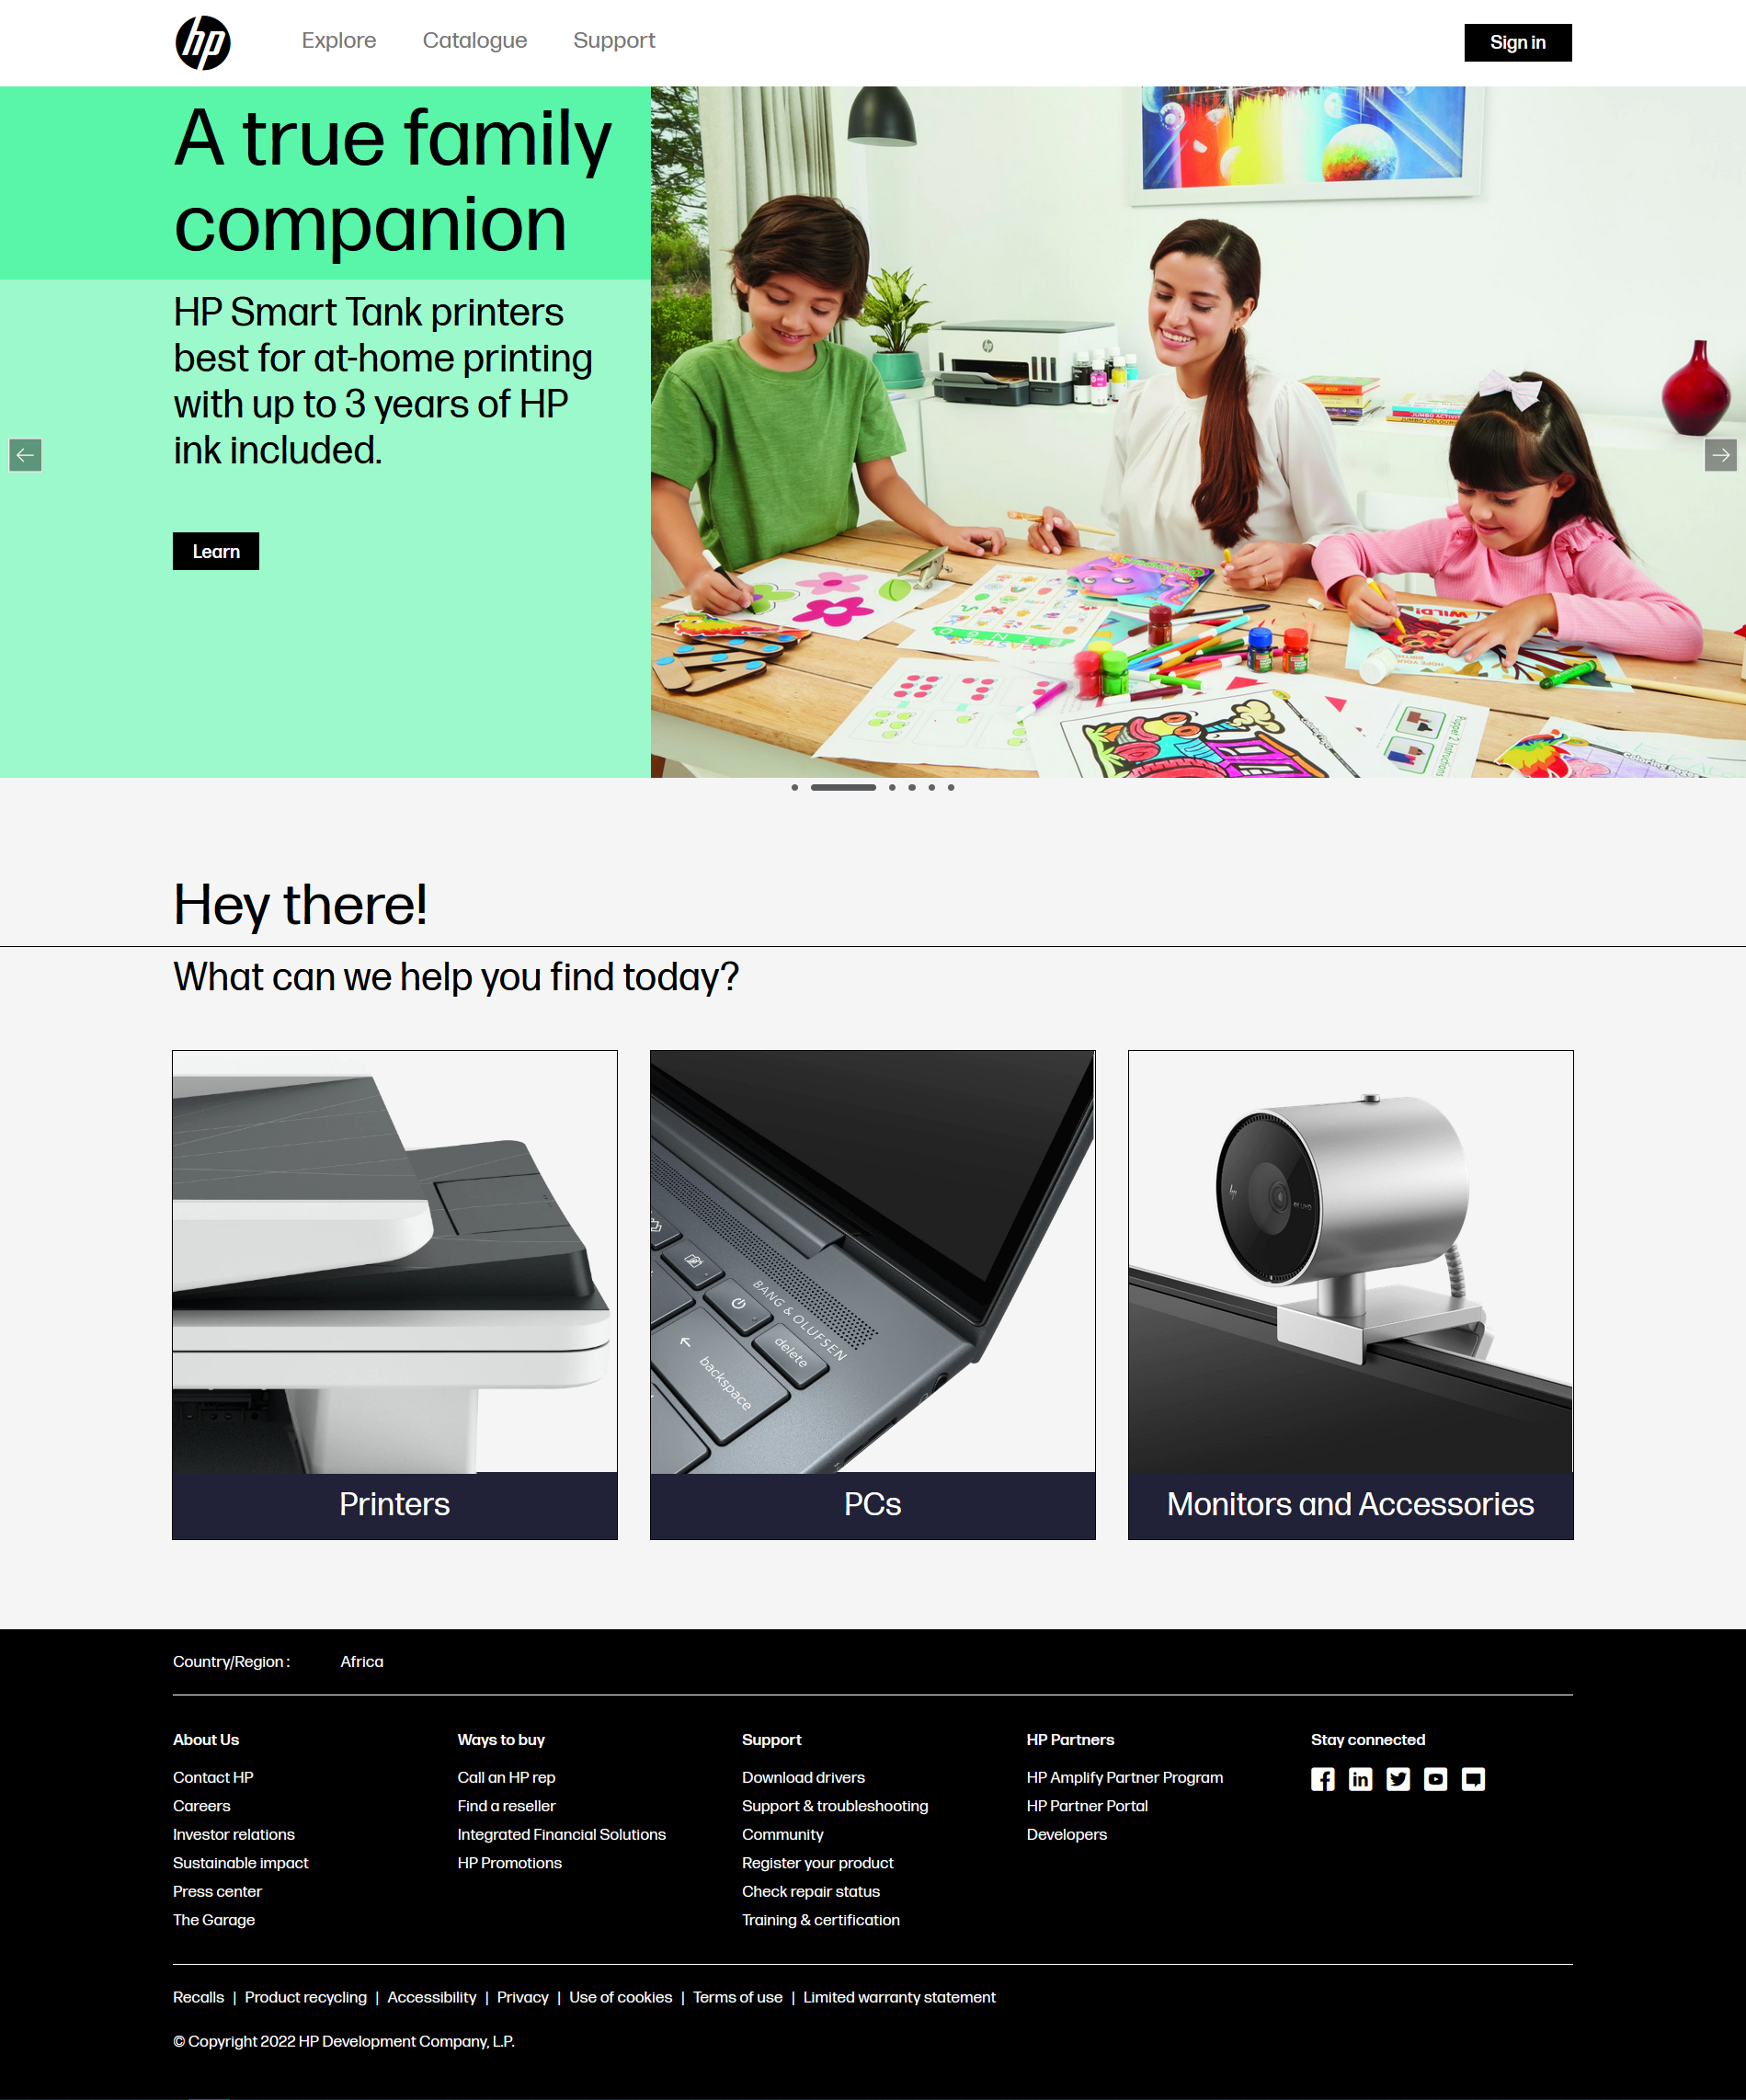 hp
Explore
Catalogue
Support
Sign in
A true family
companion
HP Smart Tank printers
best for at-home printing
with up to 3 years of HP
ink included.
Learn
Hey there!
What can we help you find today?
BANG & OLUFSEN
delete
backspace
Printers
PCs
Monitors and Accessories
Country/Region :
Africa
About Us
Contact HP
Careers
Investor relations
Sustainable impact
Press center
The Garage
Ways to buy
Call an HP rep
Find a reseller
Integrated Financial Solutions
HP Promotions
Support
Download drivers
Support & troubleshooting
Community
Register your product
Check repair status
Training & certification
HP Partners
HP Amplify Partner Program
HP Partner Portal
Developers
Stay connected
Recalls | Product recycling | Accessibility | Privacy | Use of cookies | Terms of use | Limited warranty statement
© Copyright 2022 HP Development Company, L.P.